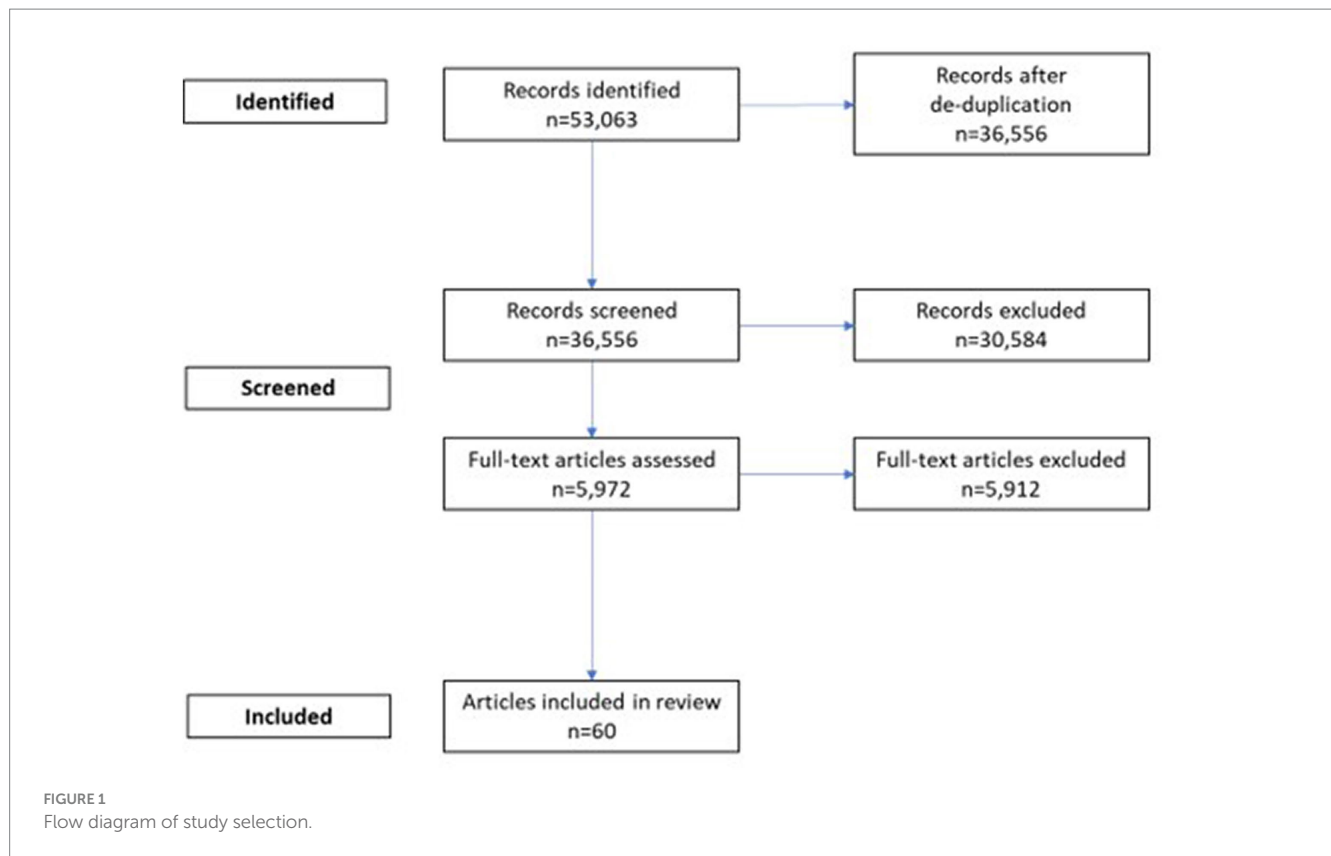 Identified
Records identified
n=53,063
Records after
de-duplication
n=36,556
Screened
Records screened
n=36,556
Records excluded
n=30,584
Full-text articles assessed
n=5,972
Full-text articles excluded
n=5,912
Included
Articles included in review
n=60
FIGURE 1
Flow diagram of study selection.